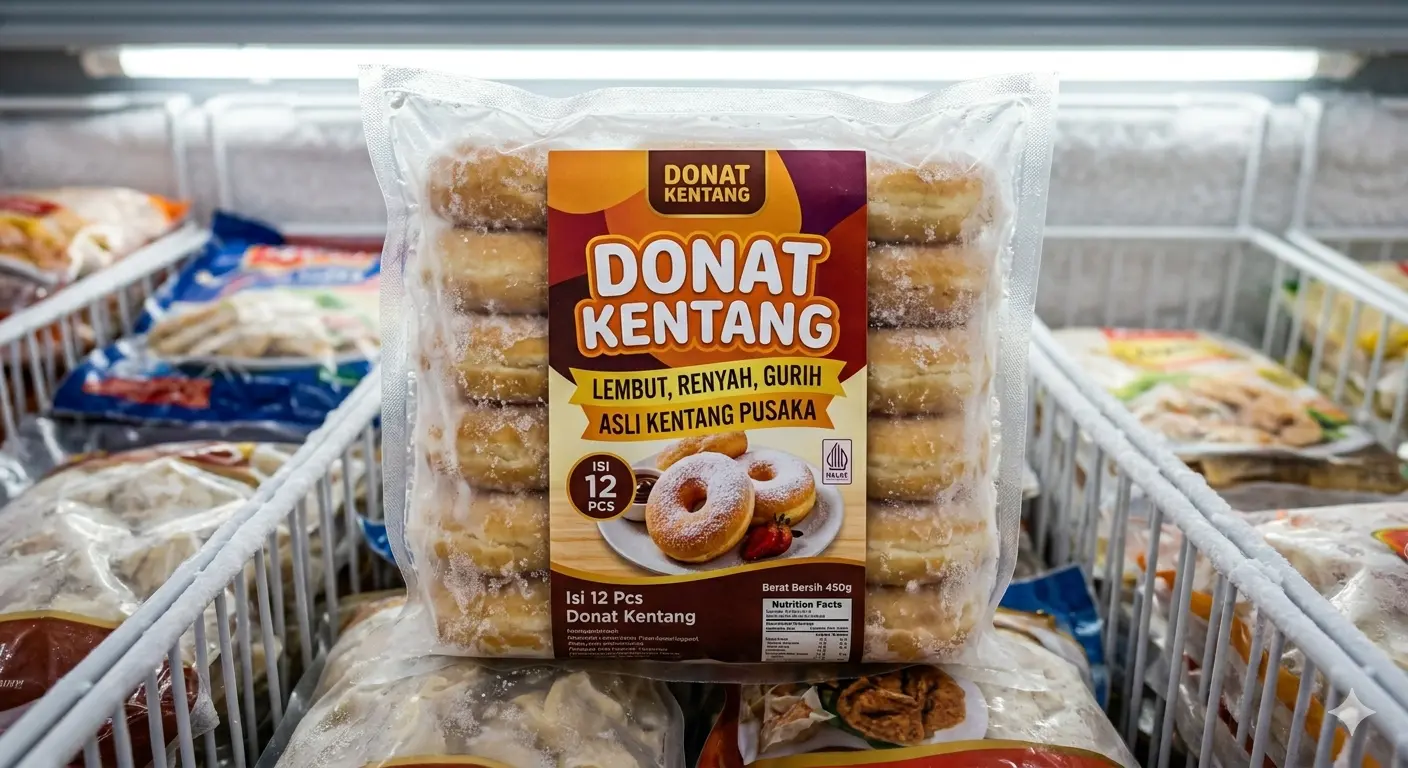 DONAT
KENTANG
DONAT
KENTANG
LEMBUT, RENYAH, GURIH
ASLI KENTANG PUSAKA
ISI
12
PCS
Berat Bersih 450g
Isi 12 Pcs
Donat Kentang
Nutrition Facts